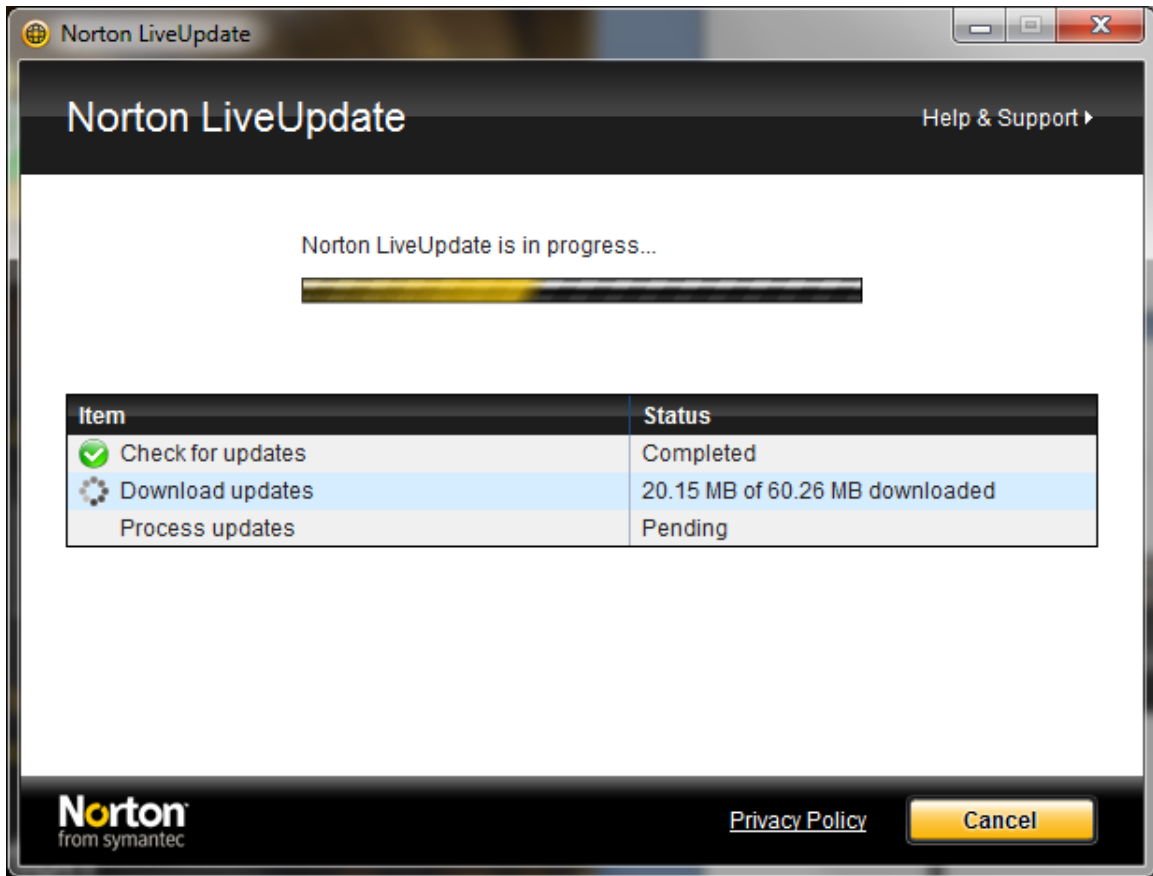 Norton LiveUpdate
Norton LiveUpdate
Help & Support
Norton LiveUpdate is in progress...
Item Status
Check for updates Completed
Download updates 20.15 MB of 60.26 MB downloaded
Process updates Pending
Norton
from symantec
Privacy Policy
Cancel